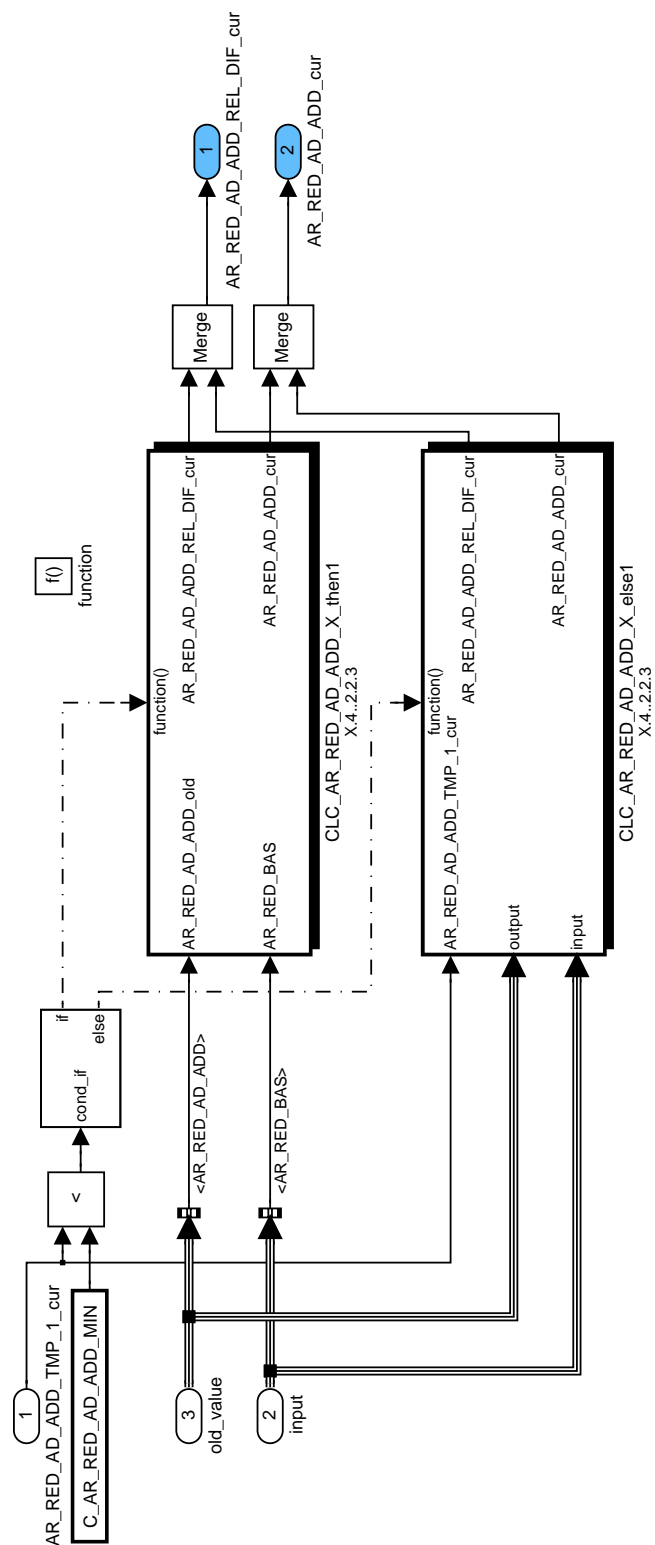 f()
function
1
AR_RED_AD_ADD_TMP_1_cur
C_AR_RED_AD_ADD_MIN
<
cond_if
if
else
3
old_value
<AR_RED_AD_ADD>
2
input
<AR_RED_BAS>
function()
AR_RED_AD_ADD_old
AR_RED_AD_ADD_REL_DIF_cur
AR_RED_BAS
AR_RED_AD_ADD_cur
CLC_AR_RED_AD_ADD_X_then1
X.4..2.2.3
function()
AR_RED_AD_ADD_TMP_1_cur
AR_RED_AD_ADD_REL_DIF_cur
output
input
AR_RED_AD_ADD_cur
CLC_AR_RED_AD_ADD_X_else1
X.4..2.2.3
Merge
Merge
1
AR_RED_AD_ADD_REL_DIF_cur
2
AR_RED_AD_ADD_cur